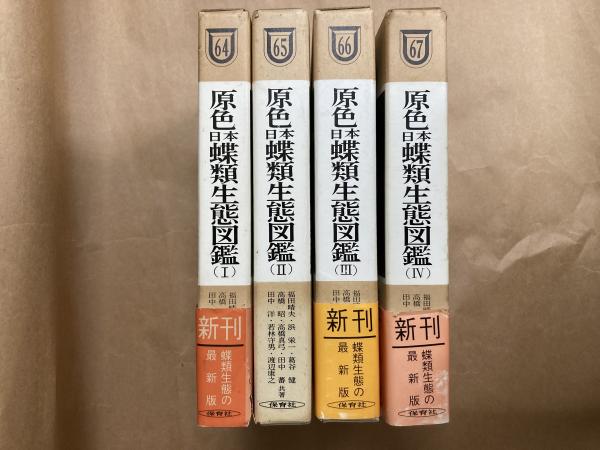 64
原色日本蝶類生態図鑑(Ⅰ)
福田
高橋
田中
新刊
蝶類生態の
最新版
保育社
65
原色日本蝶類生態図鑑(Ⅱ)
福田晴夫・浜 栄一・葛谷 健
高橋 昭・高橋真弓・田中 蕃 共著
田中 洋・若林守男・渡辺康之
保育社
66
原色日本蝶類生態図鑑(Ⅲ)
福田
高橋
田中
新刊
蝶類生態の
最新版
保育社
67
原色日本蝶類生態図鑑(Ⅳ)
福田
高橋
田中
新刊
蝶類生態の
最新版
保育社